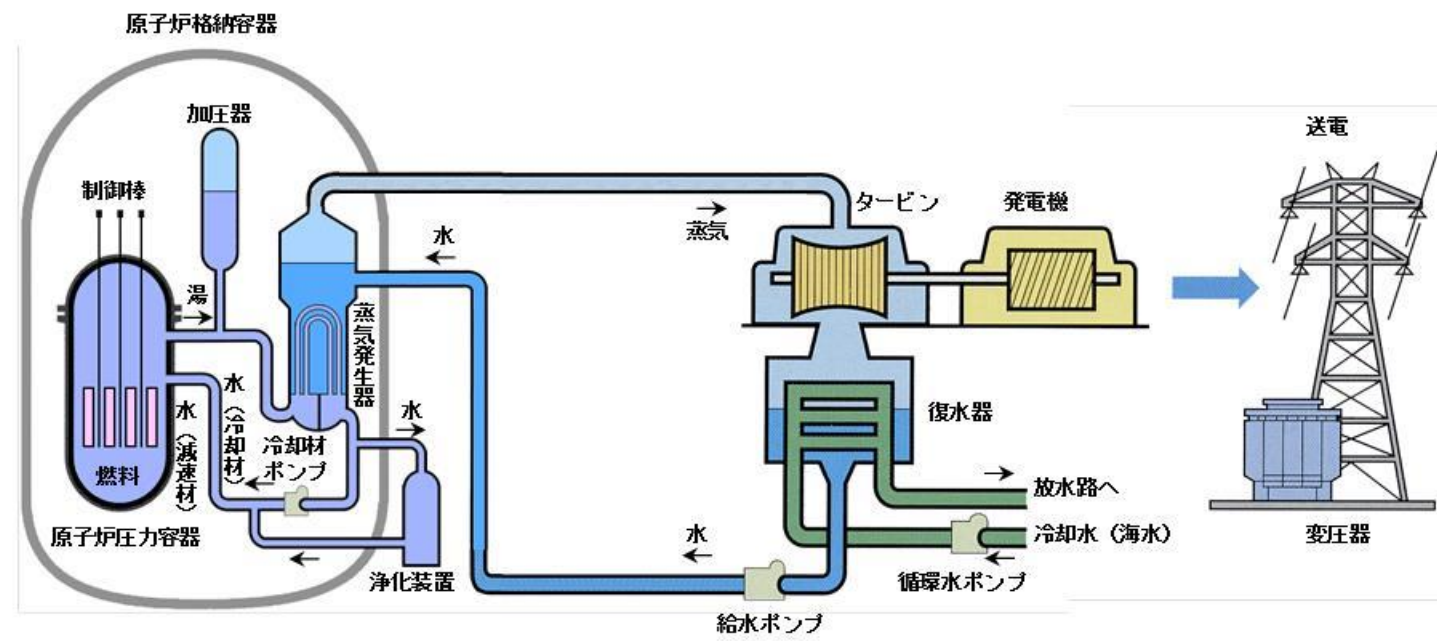 原子炉格納容器
加圧器
送電
制御棒
タービン
発電機
蒸気
水
湯
蒸気発生器
水
復水器
水（冷却材）
水（減速材）
冷却材
ポンプ
燃料
放水路へ
原子炉圧力容器
水
冷却水（海水）
変圧器
浄化装置
循環水ポンプ
給水ポンプ